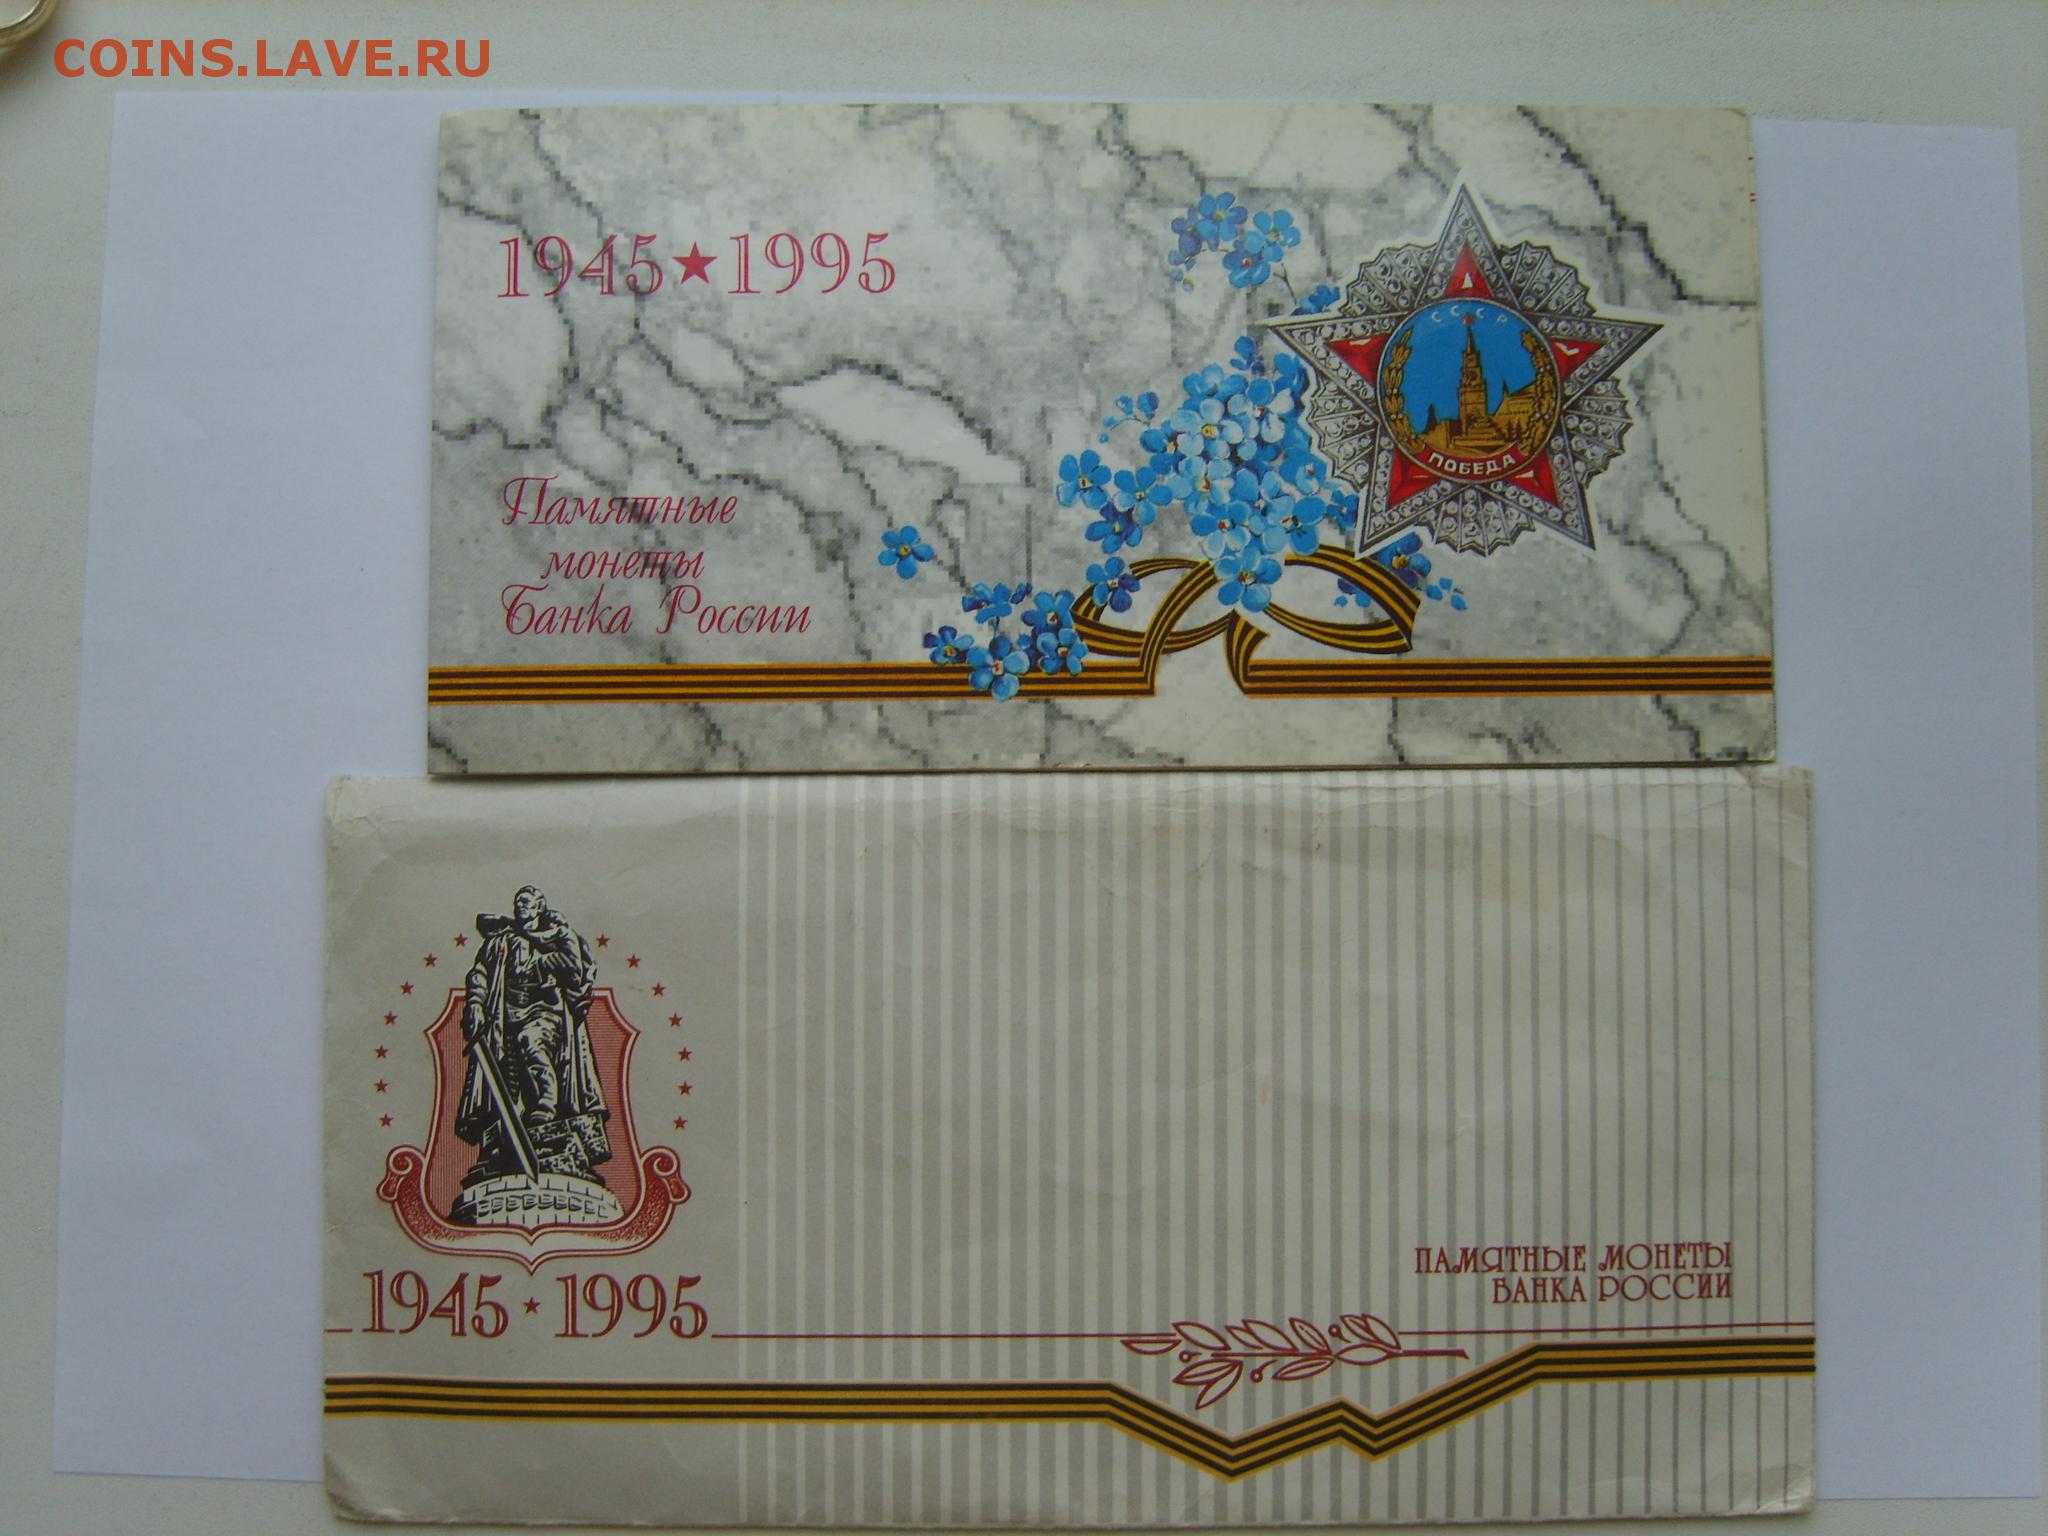 COINS.LAVE.RU
1945★1995
СССР
ПОБЕДА
Памятные
монеты
Банка России
1945★1995
ПАМЯТНЫЕ МОНЕТЫ
БАНКА РОССИИ